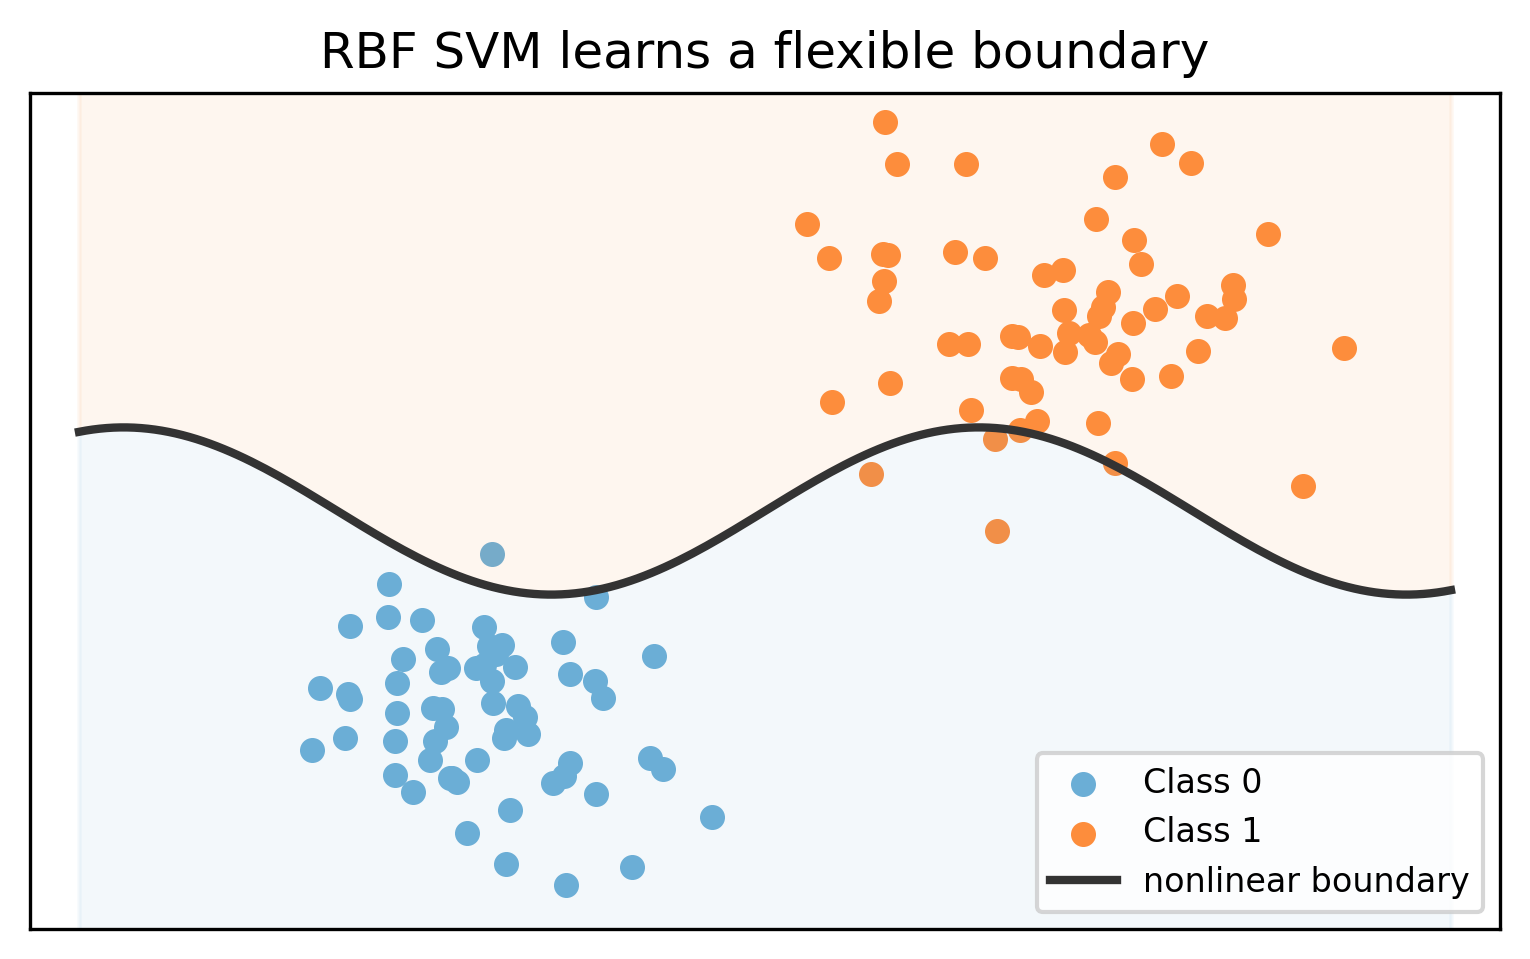 RBF SVM learns a flexible boundary
Class 0
Class 1
nonlinear boundary